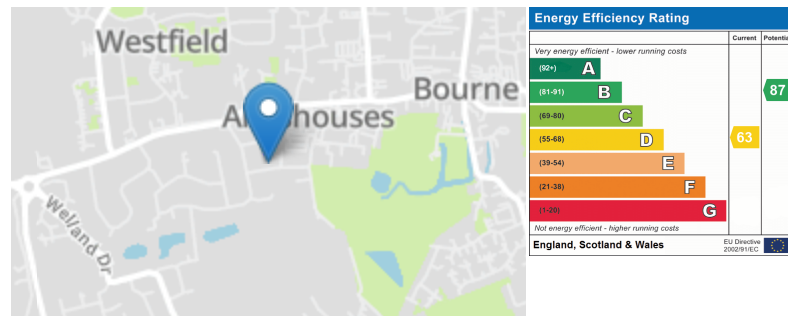 Westfield
Bourne
houses
Welland Dr
Energy Efficiency Rating
Current Potentia
Very energy efficient - lower running costs
(92+) A
(81-91) B 87
(69-80) C
(55-68) D 63
(39-54) E
(21-38) F
(1-20) G
Not energy efficient - higher running costs
England, Scotland & Wales
EU Directive
2002/91/EC